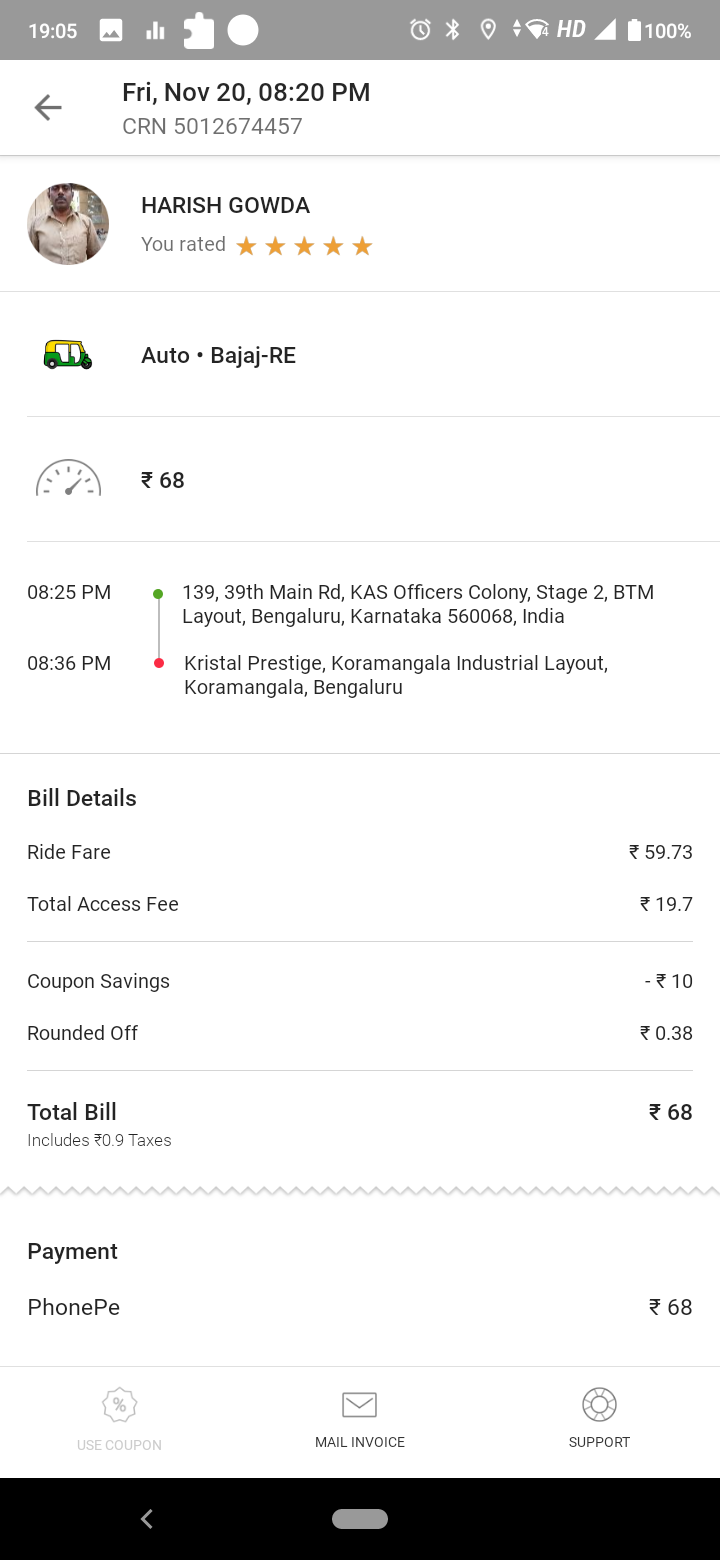 19:05
4 HD 100%
Fri, Nov 20, 08:20 PM
CRN 5012674457
HARISH GOWDA
You rated
Auto • Bajaj-RE
₹ 68
08:25 PM
139, 39th Main Rd, KAS Officers Colony, Stage 2, BTM
Layout, Bengaluru, Karnataka 560068, India
08:36 PM
Kristal Prestige, Koramangala Industrial Layout,
Koramangala, Bengaluru
Bill Details
Ride Fare ₹ 59.73
Total Access Fee ₹ 19.7
Coupon Savings - ₹ 10
Rounded Off ₹ 0.38
Total Bill ₹ 68
Includes ₹0.9 Taxes
Payment
PhonePe ₹ 68
%
USE COUPON
MAIL INVOICE
SUPPORT